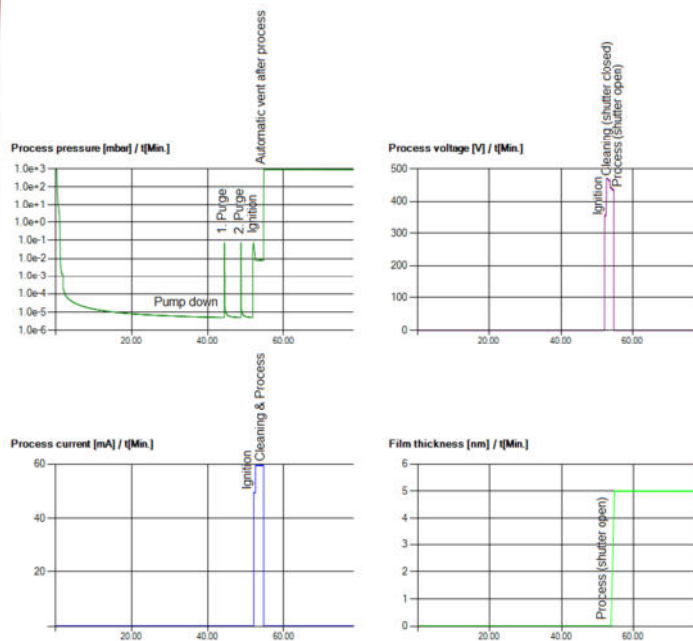 Process pressure [mbar] / t[Min.]
1.0e+3
1.0e+2
1.0e+1
1.0e+0
1.0e-1
1.0e-2
1.0e-3
1.0e-4
1.0e-5
1.0e-6
Pump down
1. Purge
2. Purge
Ignition
Automatic vent after process
20.00
40.00
60.00
Process voltage [V] / t[Min.]
500
400
300
200
100
0
Ignition
Cleaning (shutter closed)
Process (shutter open)
20.00
40.00
60.00
Process current [mA] / t[Min.]
60
40
20
Ignition
Cleaning & Process
20.00
40.00
60.00
Film thickness [nm] / t[Min.]
6
5
4
3
2
1
0
Process (shutter open)
20.00
40.00
60.00